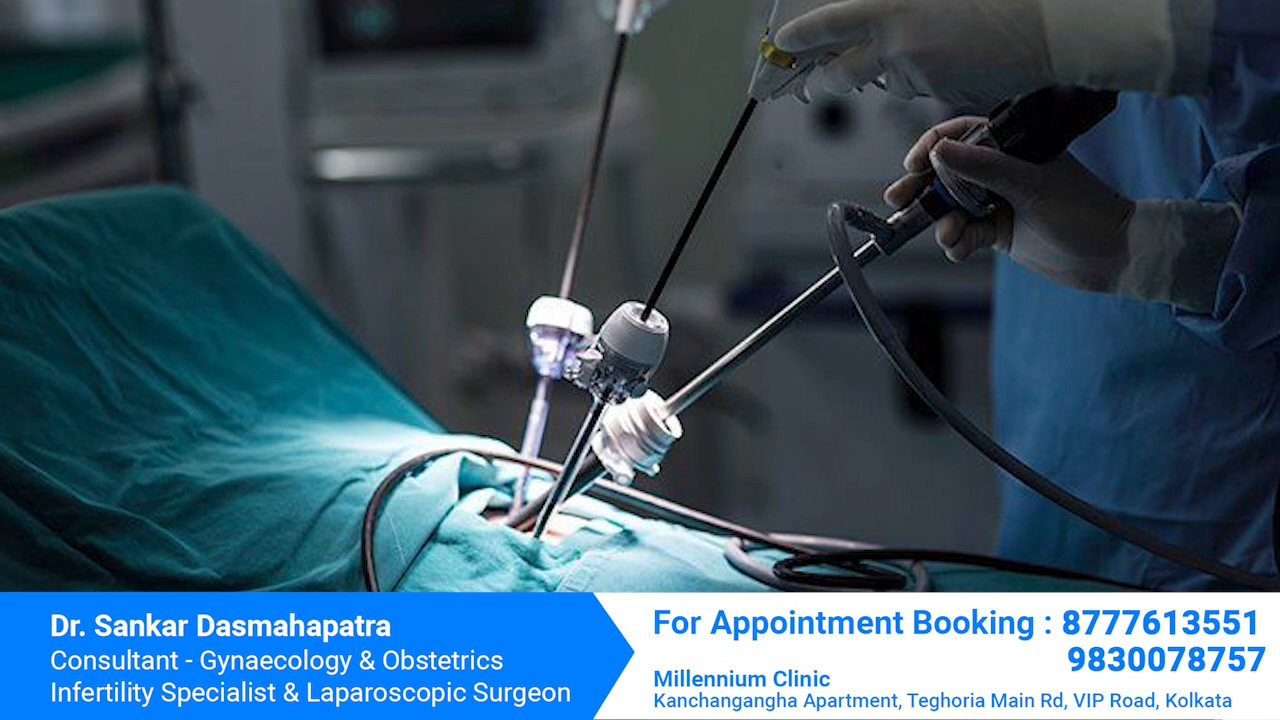 Dr. Sankar Dasmahapatra
Consultant - Gynaecology & Obstetrics
Infertility Specialist & Laparoscopic Surgeon
For Appointment Booking : 8777613551
9830078757
Millennium Clinic
Kanchangangha Apartment, Teghoria Main Rd, VIP Road, Kolkata